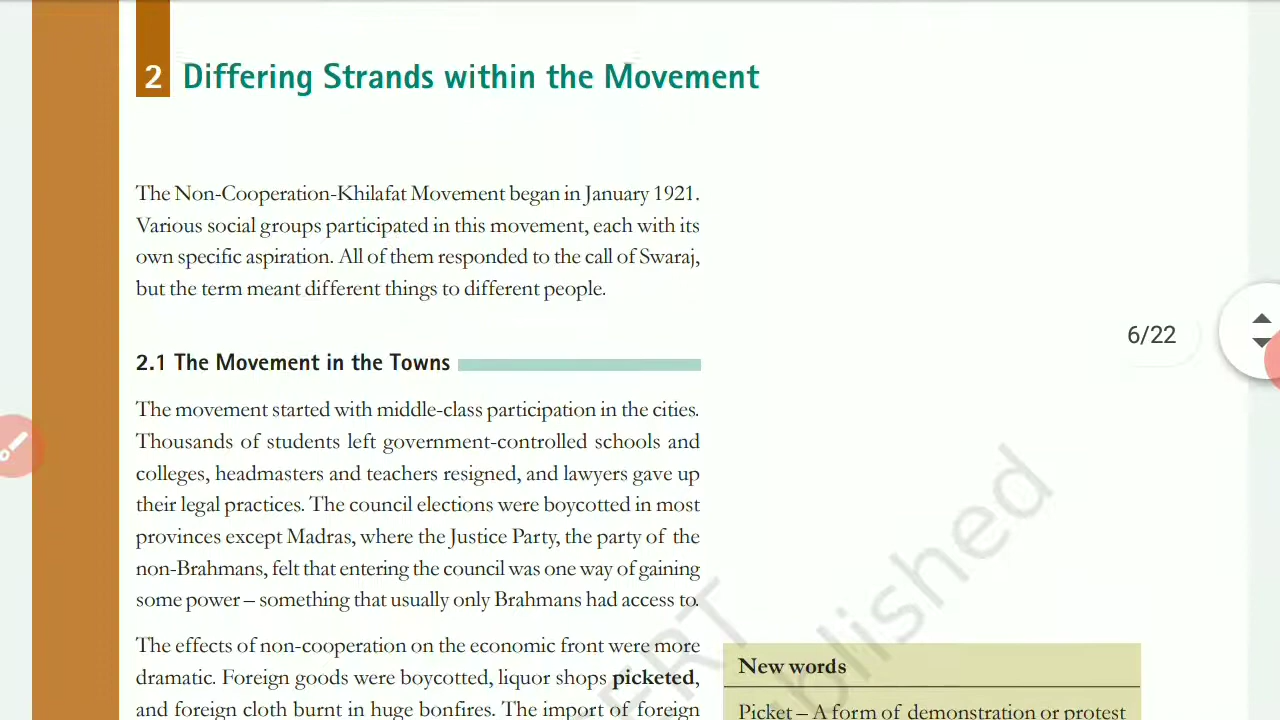 2 Differing Strands within the Movement
The Non-Cooperation-Khilafat Movement began in January 1921.
Various social groups participated in this movement, each with its
own specific aspiration. All of them responded to the call of Swaraj,
but the term meant different things to different people.
6/22
2.1 The Movement in the Towns
The movement started with middle-class participation in the cities.
Thousands of students left government-controlled schools and
colleges, headmasters and teachers resigned, and lawyers gave up
their legal practices. The council elections were boycotted in most
provinces except Madras, where the Justice Party, the party of the
non-Brahmans, felt that entering the council was one way of gaining
some power – something that usually only Brahmans had access to.
The effects of non-cooperation on the economic front were more
dramatic. Foreign goods were boycotted, liquor shops picketed,
and foreign cloth burnt in huge bonfires. The import of foreign
New words
Picket – A form of demonstration or protest